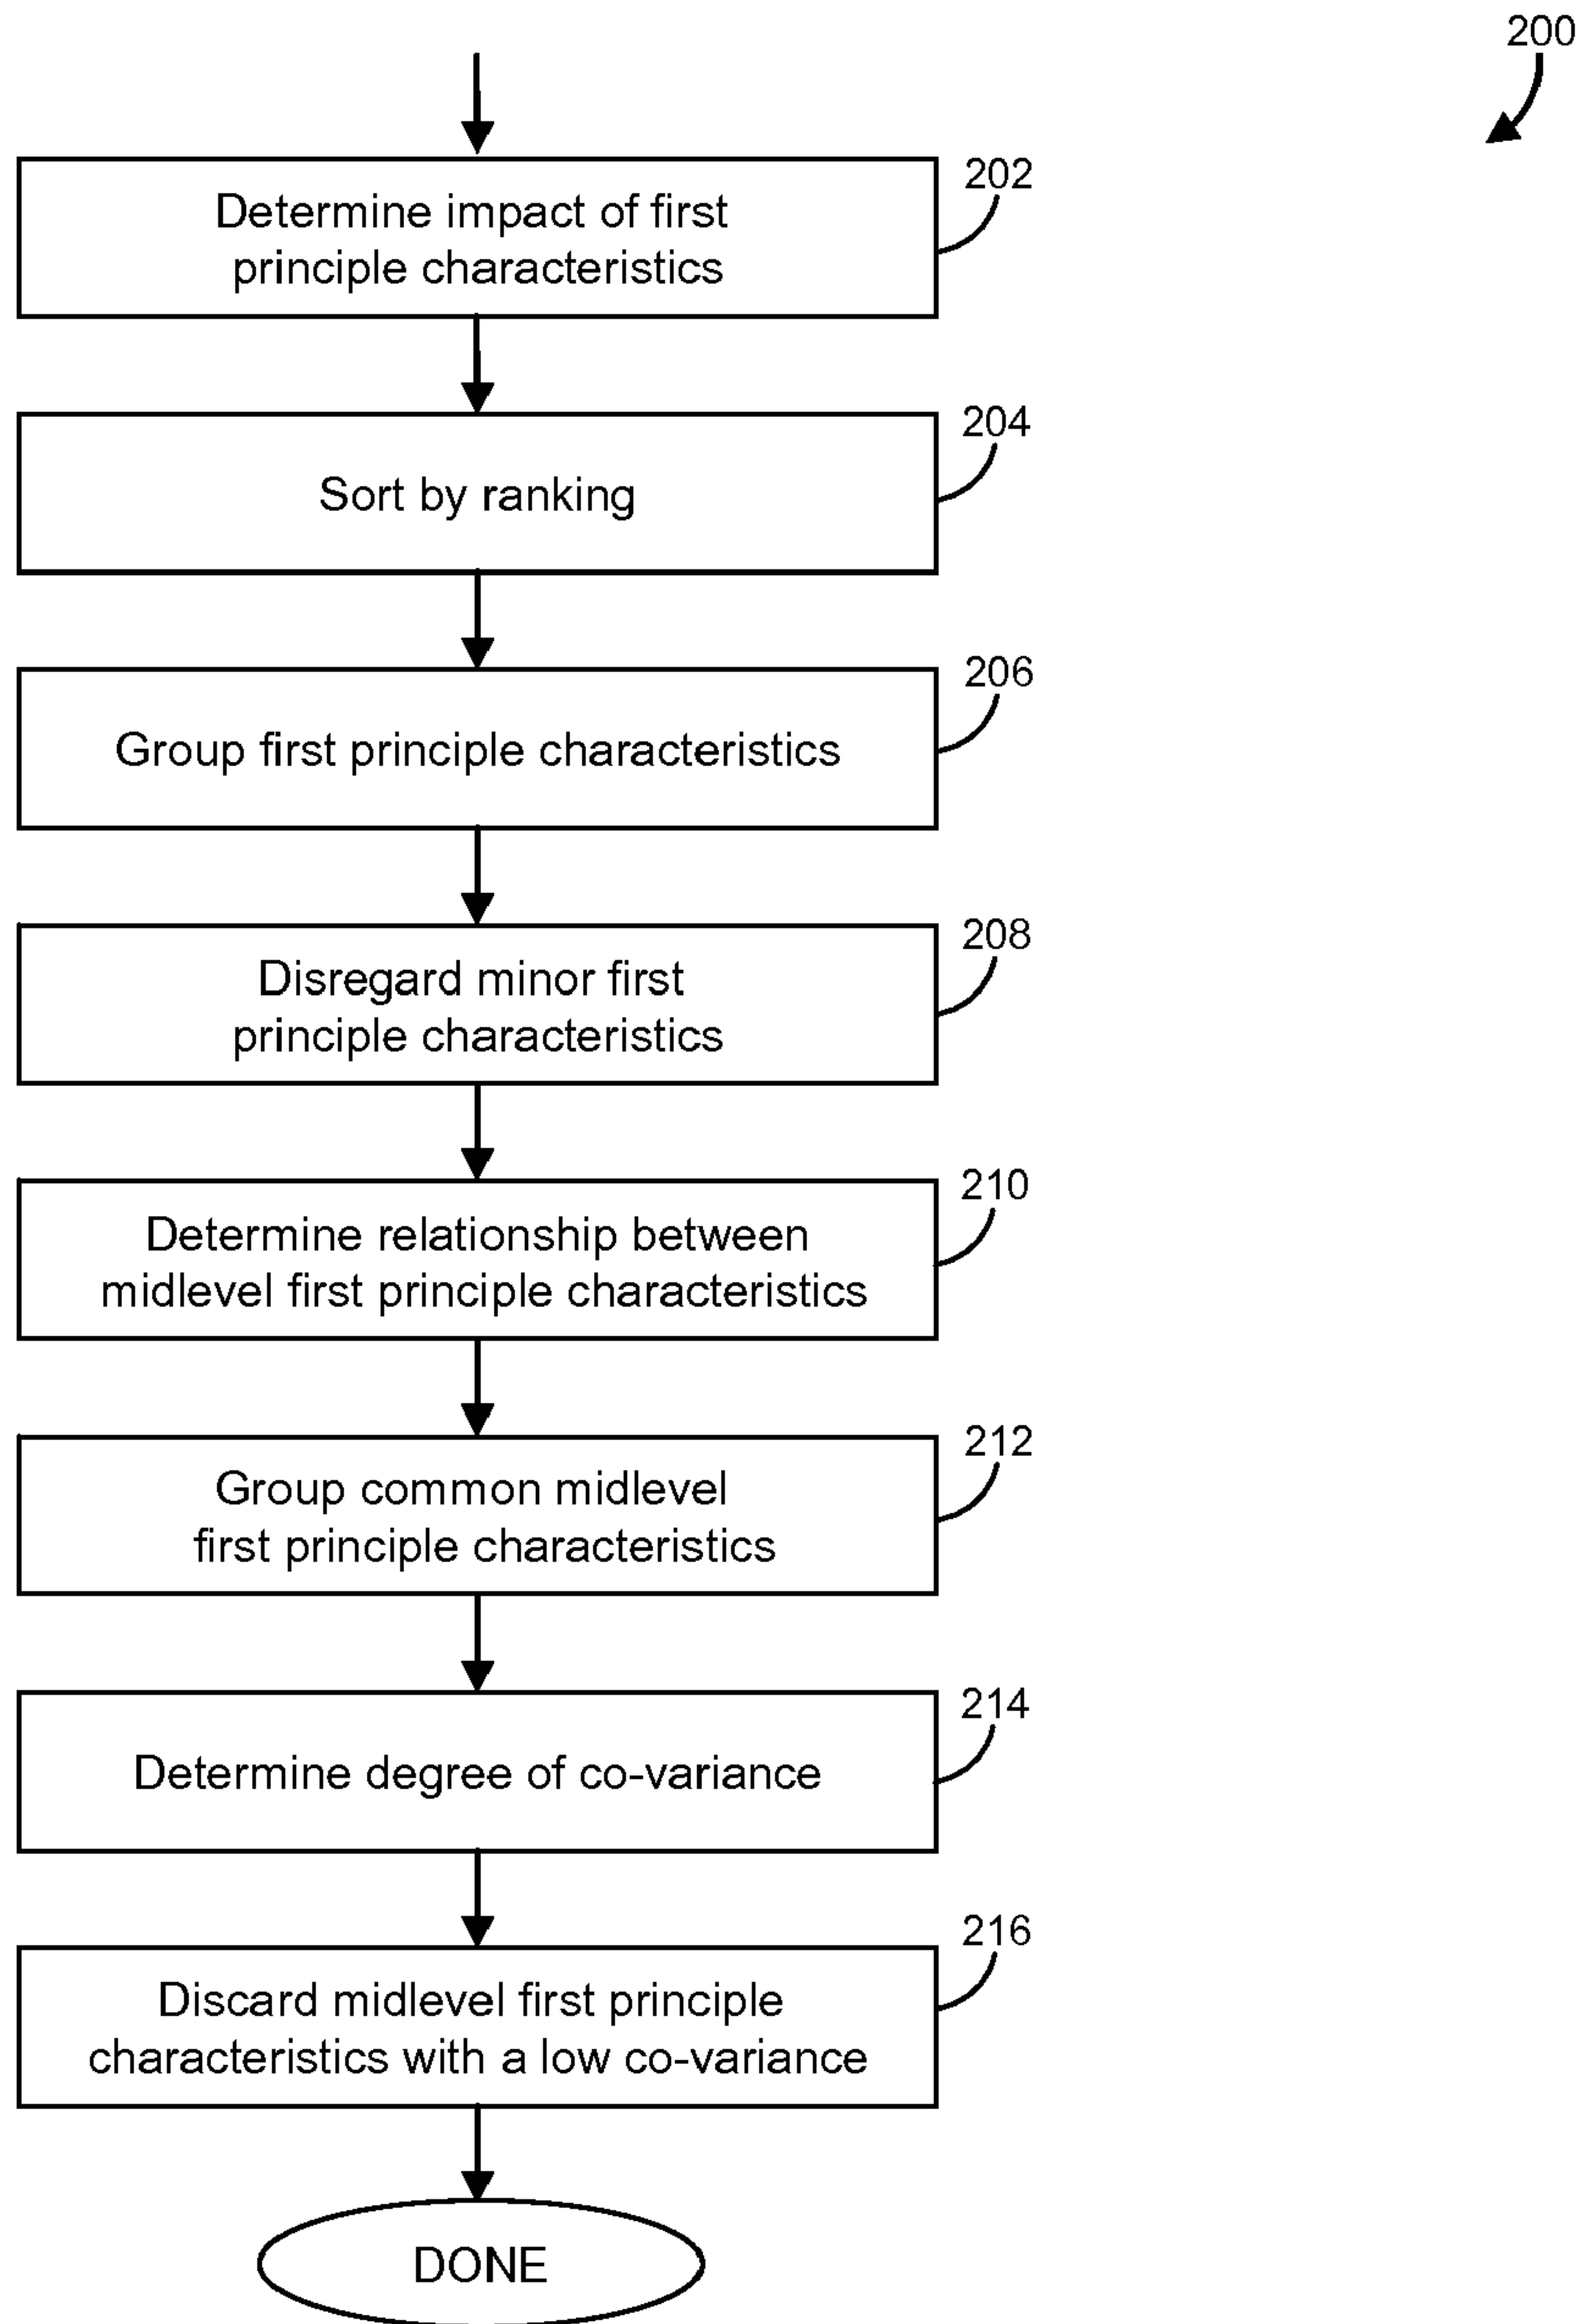 200
202
Determine impact of first
principle characteristics
204
Sort by ranking
206
Group first principle characteristics
208
Disregard minor first
principle characteristics
210
Determine relationship between
midlevel first principle characteristics
212
Group common midlevel
first principle characteristics
214
Determine degree of co-variance
216
Discard midlevel first principle
characteristics with a low co-variance
DONE